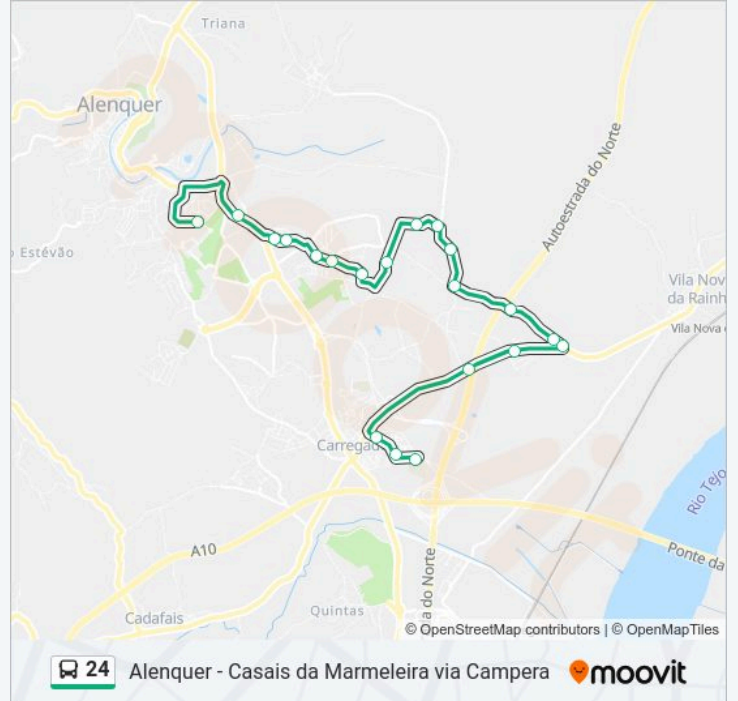 Triana
Alenquer
o Estévão
Autoestrada do Norte
Vila Nov
da Rainh
Vila Nova
Carregad
Rio Tejo
A10
Ponte da
a do Norte
Cadafais
Quintas
© OpenStreetMap contributors | © OpenMapTiles
24 Alenquer - Casais da Marmeleira via Campera moovit